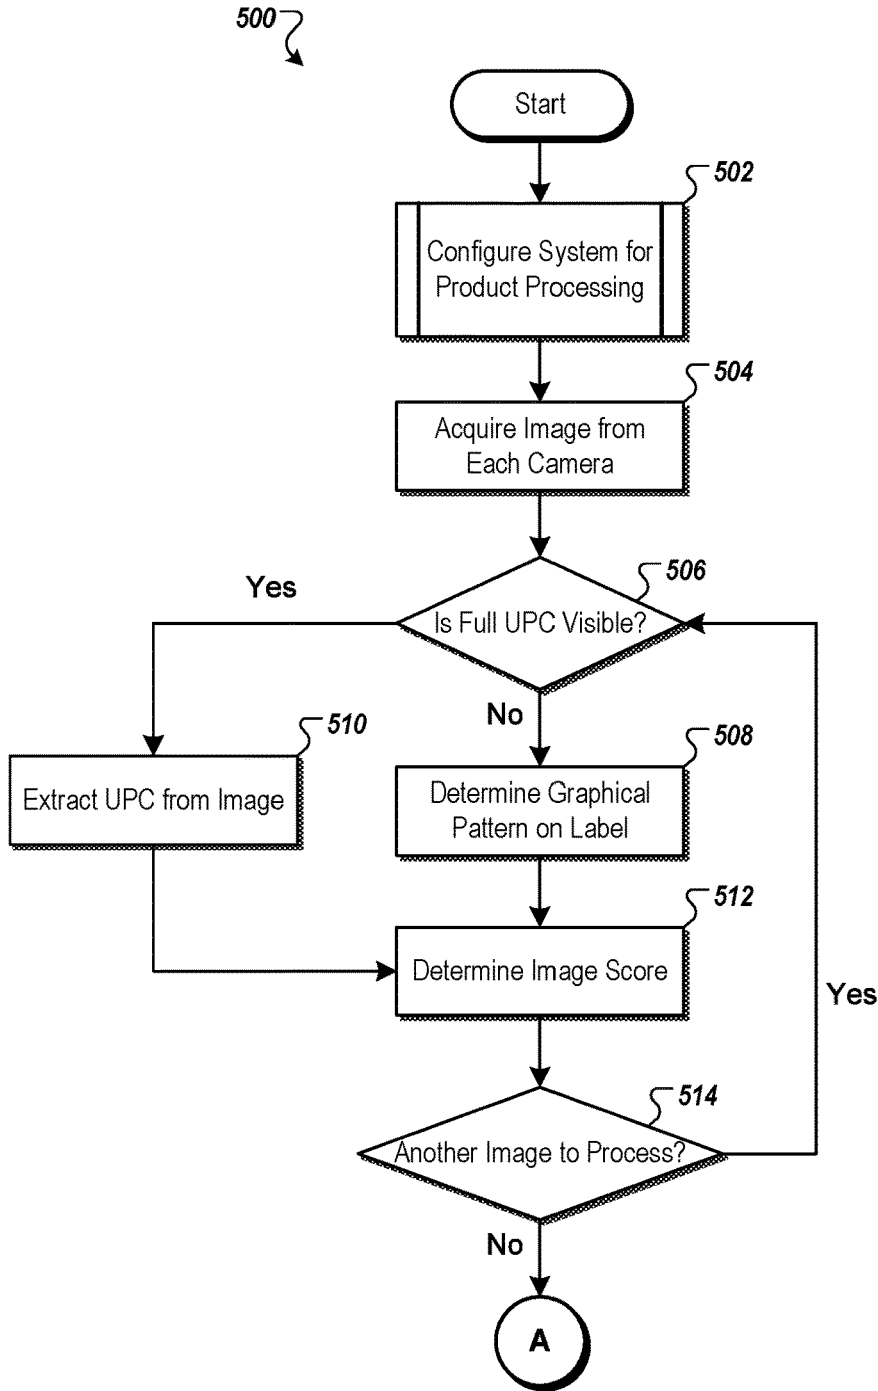 500
Start
502
Configure System for
Product Processing
504
Acquire Image from
Each Camera
506
Yes
Is Full UPC Visible?
No
510
508
Extract UPC from Image
Determine Graphical
Pattern on Label
512
Determine Image Score
Yes
514
Another Image to Process?
No
A